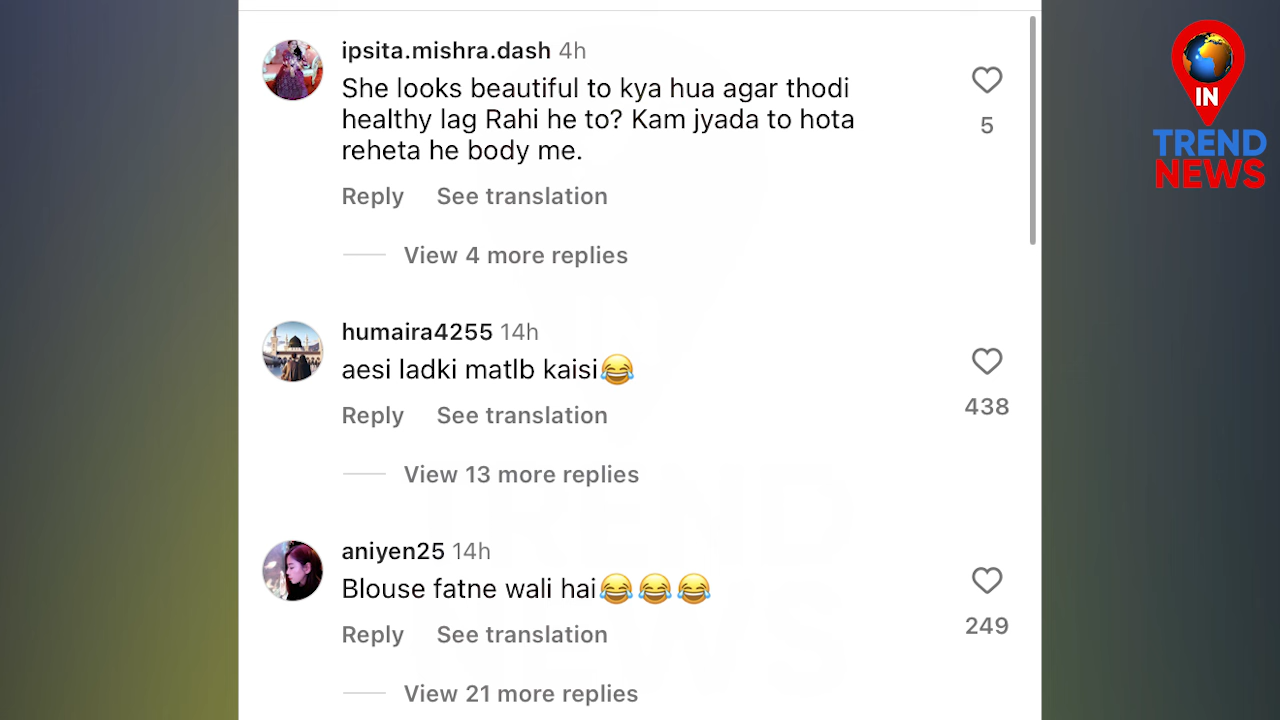 ipsita.mishra.dash 4h
She looks beautiful to kya hua agar thodi
healthy lag Rahi he to? Kam jyada to hota
reheta he body me.
5
Reply See translation
View 4 more replies
humaira4255 14h
aesi ladki matlb kaisi😂
438
Reply See translation
View 13 more replies
aniyen25 14h
Blouse fatne wali hai😂😂😂
249
Reply See translation
View 21 more replies
IN
TREND
NEWS